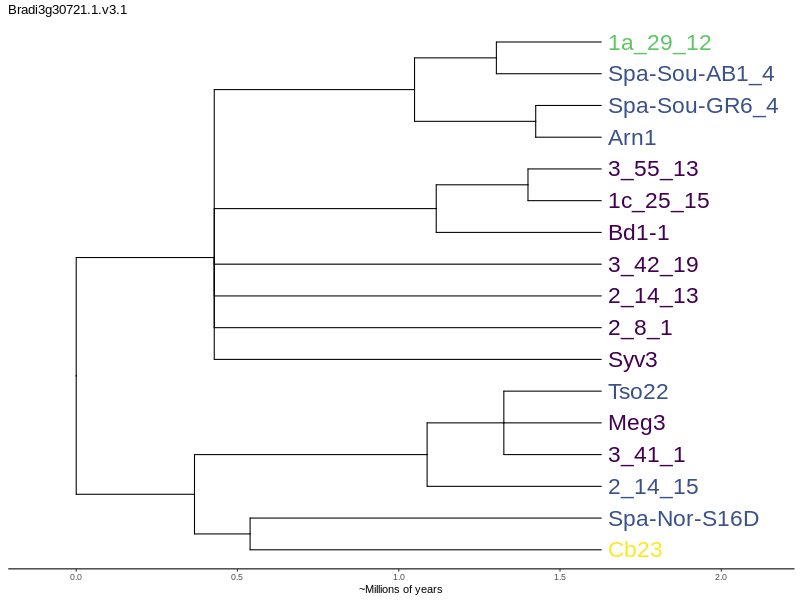 Bradi3g30721.1.v3.1
1a_29_12
Spa-Sou-AB1_4
Spa-Sou-GR6_4
Arn1
3_55_13
1c_25_15
Bd1-1
3_42_19
2_14_13
2_8_1
Syv3
Tso22
Meg3
3_41_1
2_14_15
Spa-Nor-S16D
Cb23
0.0 0.5 1.0 1.5 2.0
~Millions of years